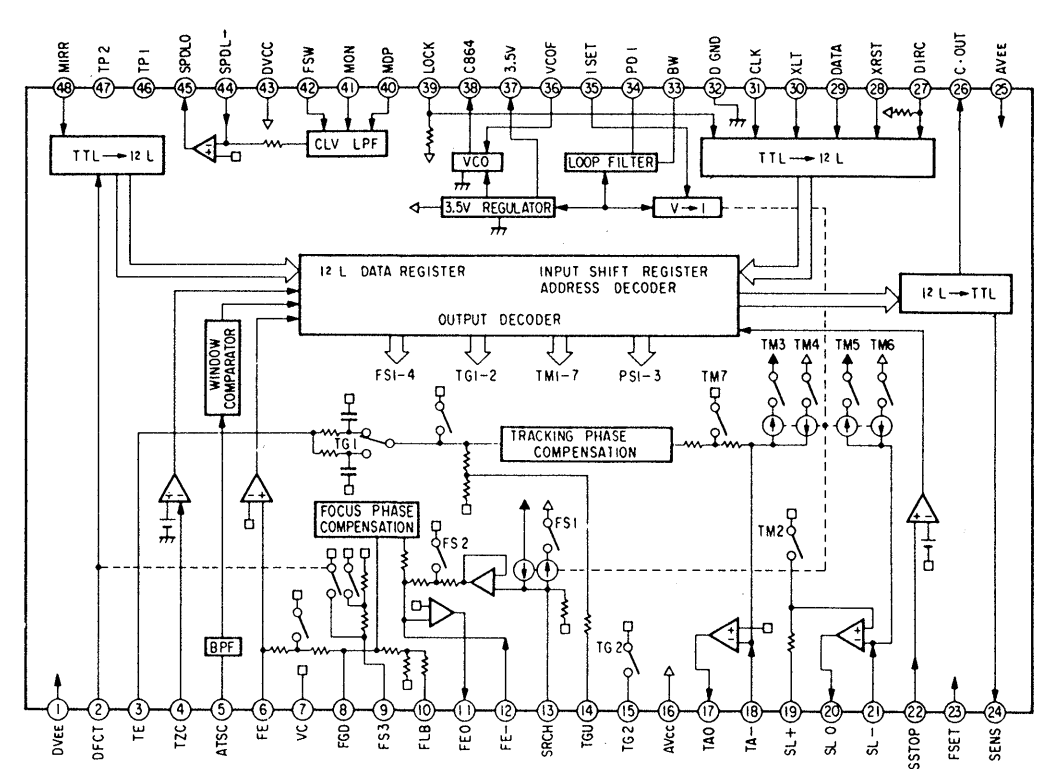 MIRR TP2 TP1 SPDLO SPDL- DVCC FSW MON MDP LOCK C864 3.5V VCOF ISET PD1 BW D GND CLK XLT DATA XRST DIRC C-OUT AVEE
48 47 46 45 44 43 42 41 40 39 38 37 36 35 34 33 32 31 30 29 28 27 26 25
TTL → 12 L
CLV LPF
VCO
LOOP FILTER
TTL → 12 L
3.5V REGULATOR
V → I
12 L DATA REGISTER
INPUT SHIFT REGISTER
ADDRESS DECODER
OUTPUT DECODER
12 L → TTL
WINDOW
COMPARATOR
FS1-4 TG1-2 TM1-7 PS1-3
TM7 TM3 TM4 TM5 TM6
TG1
TRACKING PHASE
COMPENSATION
FOCUS PHASE
COMPENSATION
FS2
FS1
TM2
BPF
TG2
1 2 3 4 5 6 7 8 9 10 11 12 13 14 15 16 17 18 19 20 21 22 23 24
DVEE DFCT TE TZC ATSC FE VC FGD FS3 FLB FEO FE- SRCH TGU TG2 AVCC TAO TA- SL+ SLO SL- SSTOP FSET SENS